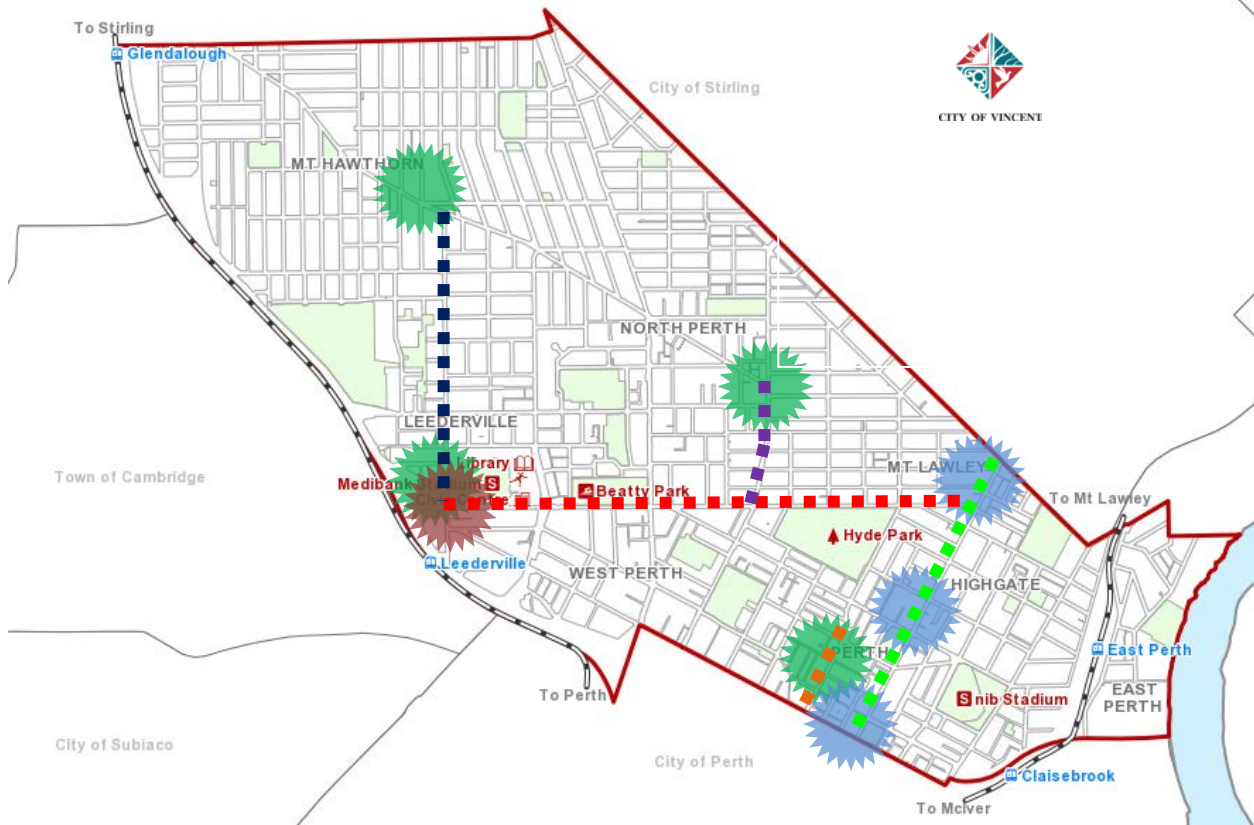 To Stirling
Glendalough
City of Stirling
CITY OF VINCENT
MT HAWTHORN
NORTH PERTH
LEEDERVILLE
Library
MT LAWLEY
Town of Cambridge
Medibank Stadium
Civic Centre
Beatty Park
To Mt Lawley
Hyde Park
Leederville
WEST PERTH
HIGHGATE
PERTH
East Perth
To Perth
nib Stadium
EAST
PERTH
City of Subiaco
City of Perth
Claisebrook
To McIver